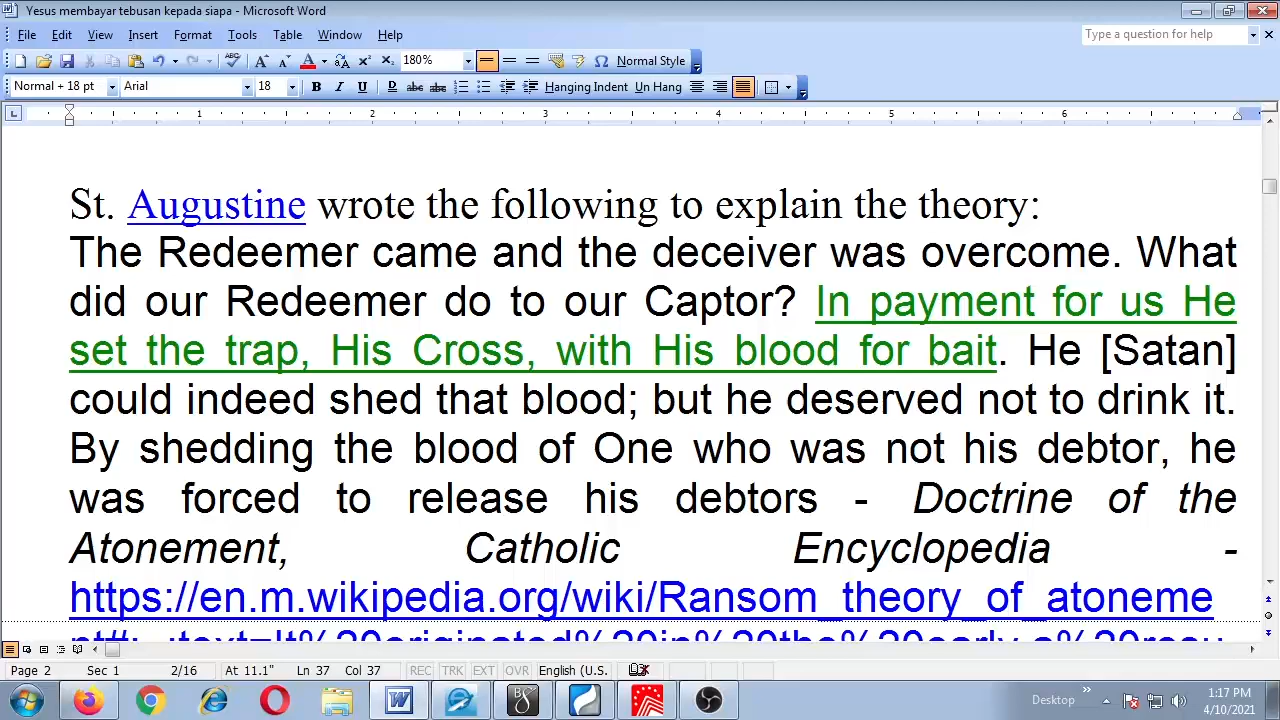 Yesus membayar tebusan kepada siapa - Microsoft Word
File Edit View Insert Format Tools Table Window Help
Type a question for help
180%
Normal Style
Normal + 18 pt
Arial
18
B I U
Hanging Indent Un Hang
1 2 3 4 5 6
St. Augustine wrote the following to explain the theory:
The Redeemer came and the deceiver was overcome. What
did our Redeemer do to our Captor? In payment for us He
set the trap, His Cross, with His blood for bait. He [Satan]
could indeed shed that blood; but he deserved not to drink it.
By shedding the blood of One who was not his debtor, he
was forced to release his debtors - Doctrine of the
Atonement, Catholic Encyclopedia -
https://en.m.wikipedia.org/wiki/Ransom_theory_of_atoneme
Page 2 Sec 1 2/16 At 11.1" Ln 37 Col 37 REC TRK EXT OVR English (U.S.
Desktop
1:17 PM
4/10/2021